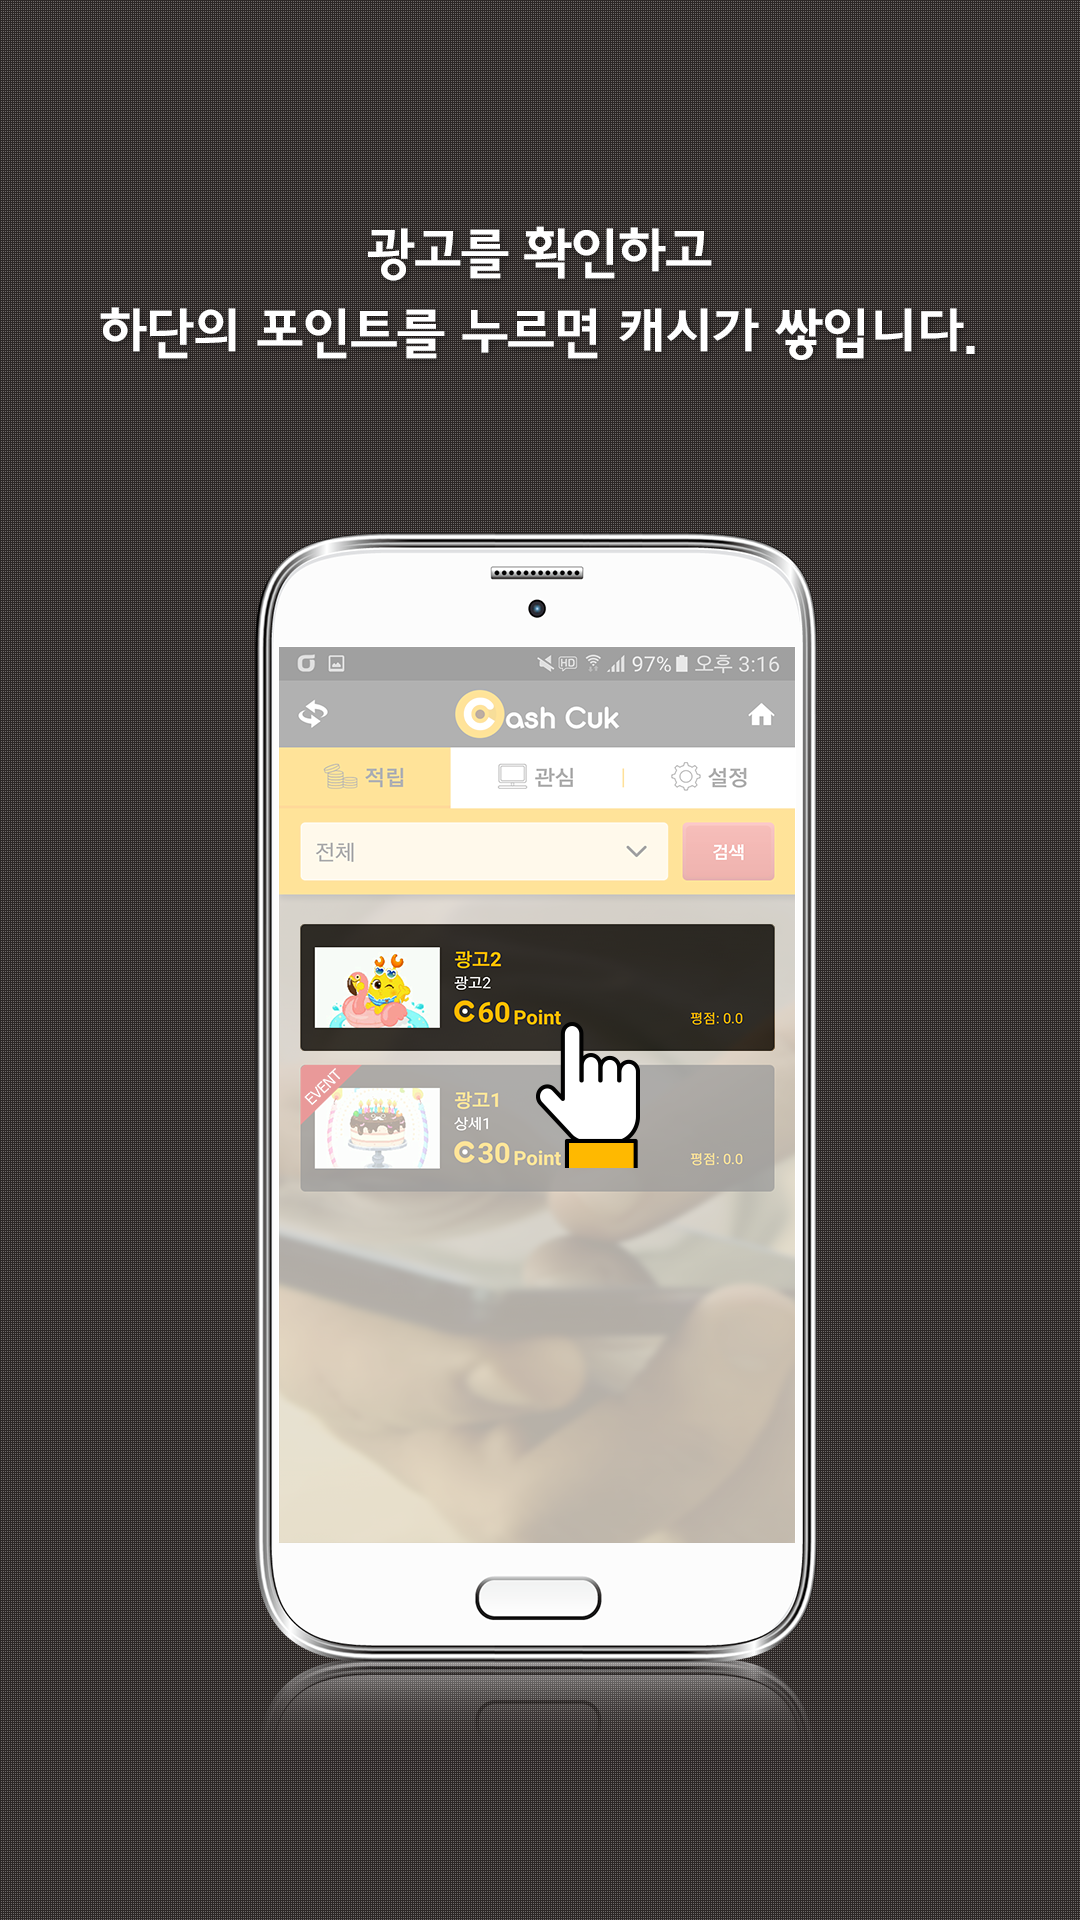 광고를 확인하고
하단의 포인트를 누르면 캐시가 쌓입니다.
HD 97% 오후 3:16
Cash Cuk
적립 관심 설정
전체 검색
광고2
광고2
C60 Point 평점: 0.0
EVENT
광고1
상세1
C30 Point 평점: 0.0